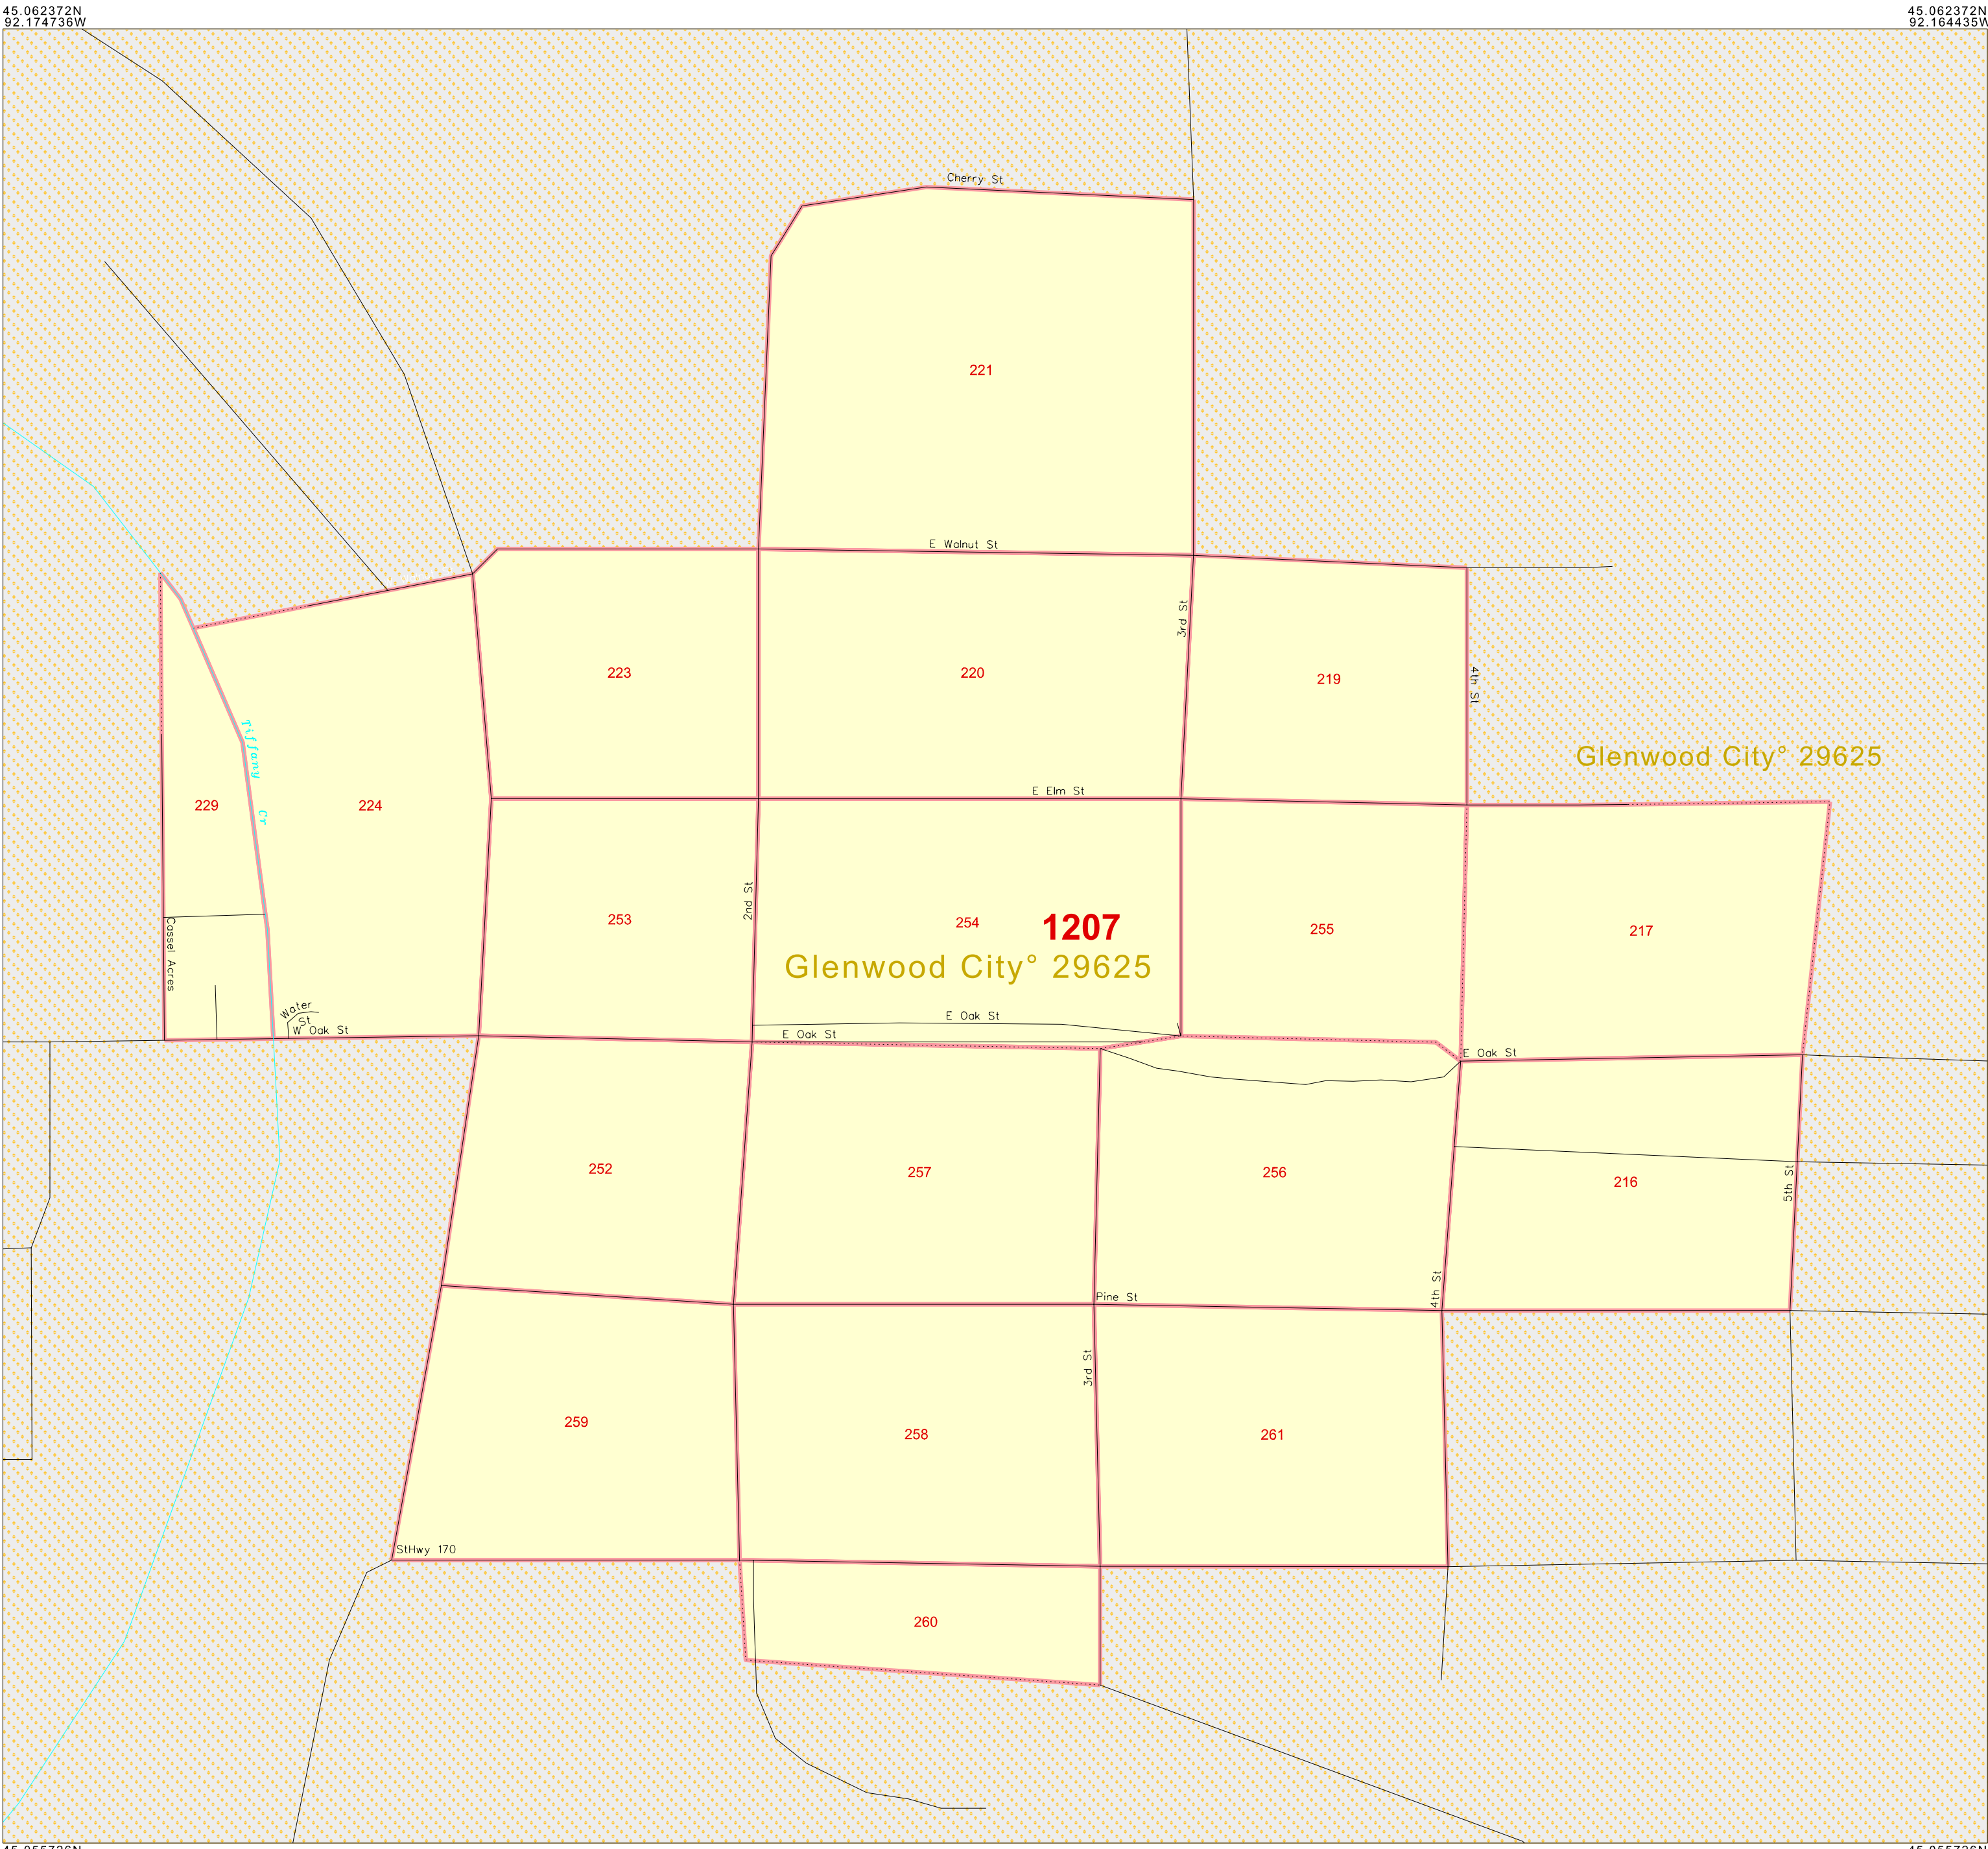 45.062372N
92.174736W
45.062372N
92.164435W
Cherry St
221
E Walnut St
3rd St
223
220
219
4th St
Glenwood City° 29625
Tiffany Cr
229
224
E Elm St
2nd St
253
254
1207
255
217
Glenwood City° 29625
Cassel Acres
Water St
W Oak St
E Oak St
E Oak St
E Oak St
252
257
256
216
5th St
4th St
Pine St
3rd St
259
258
261
StHwy 170
260